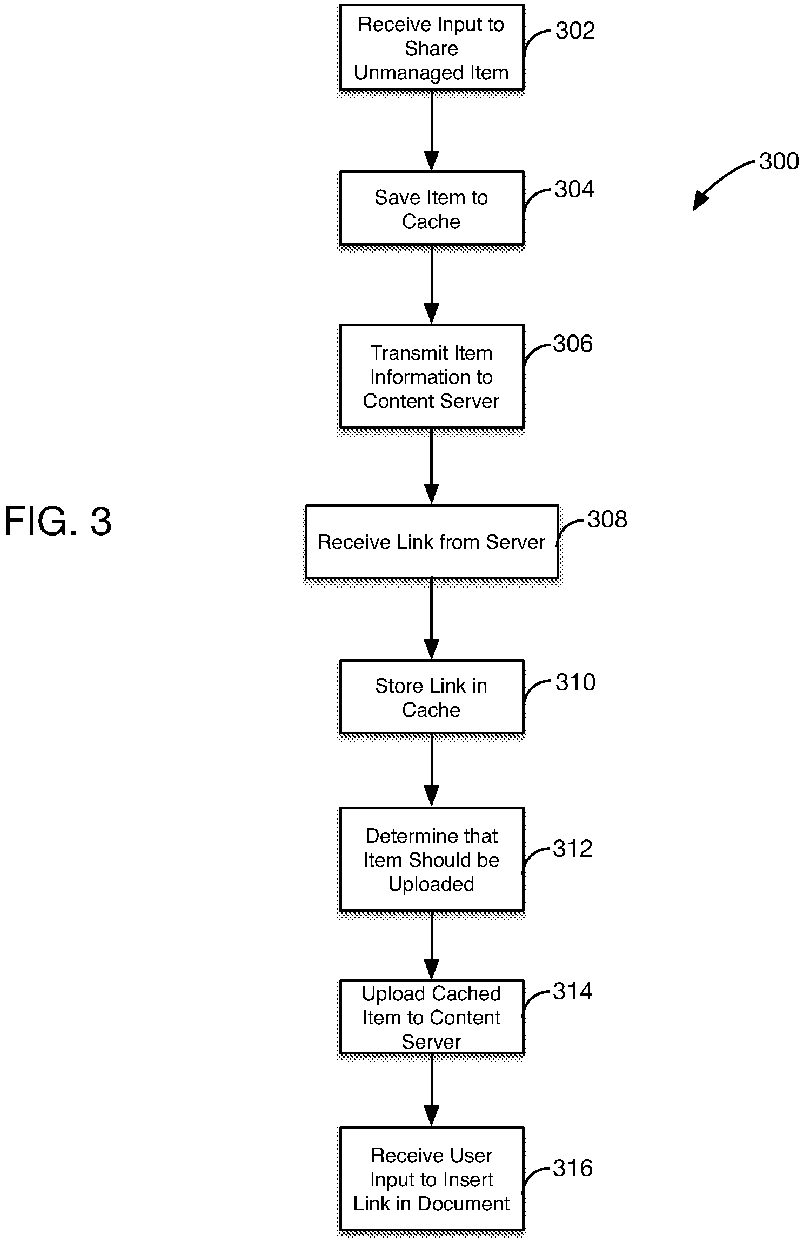 Receive Input to
Share
Unmanaged Item
302
300
Save Item to
Cache
304
Transmit Item
Information to
Content Server
306
FIG. 3
Receive Link from Server
308
Store Link in
Cache
310
Determine that
Item Should be
Uploaded
312
Upload Cached
Item to Content
Server
314
Receive User
Input to Insert
Link in Document
316